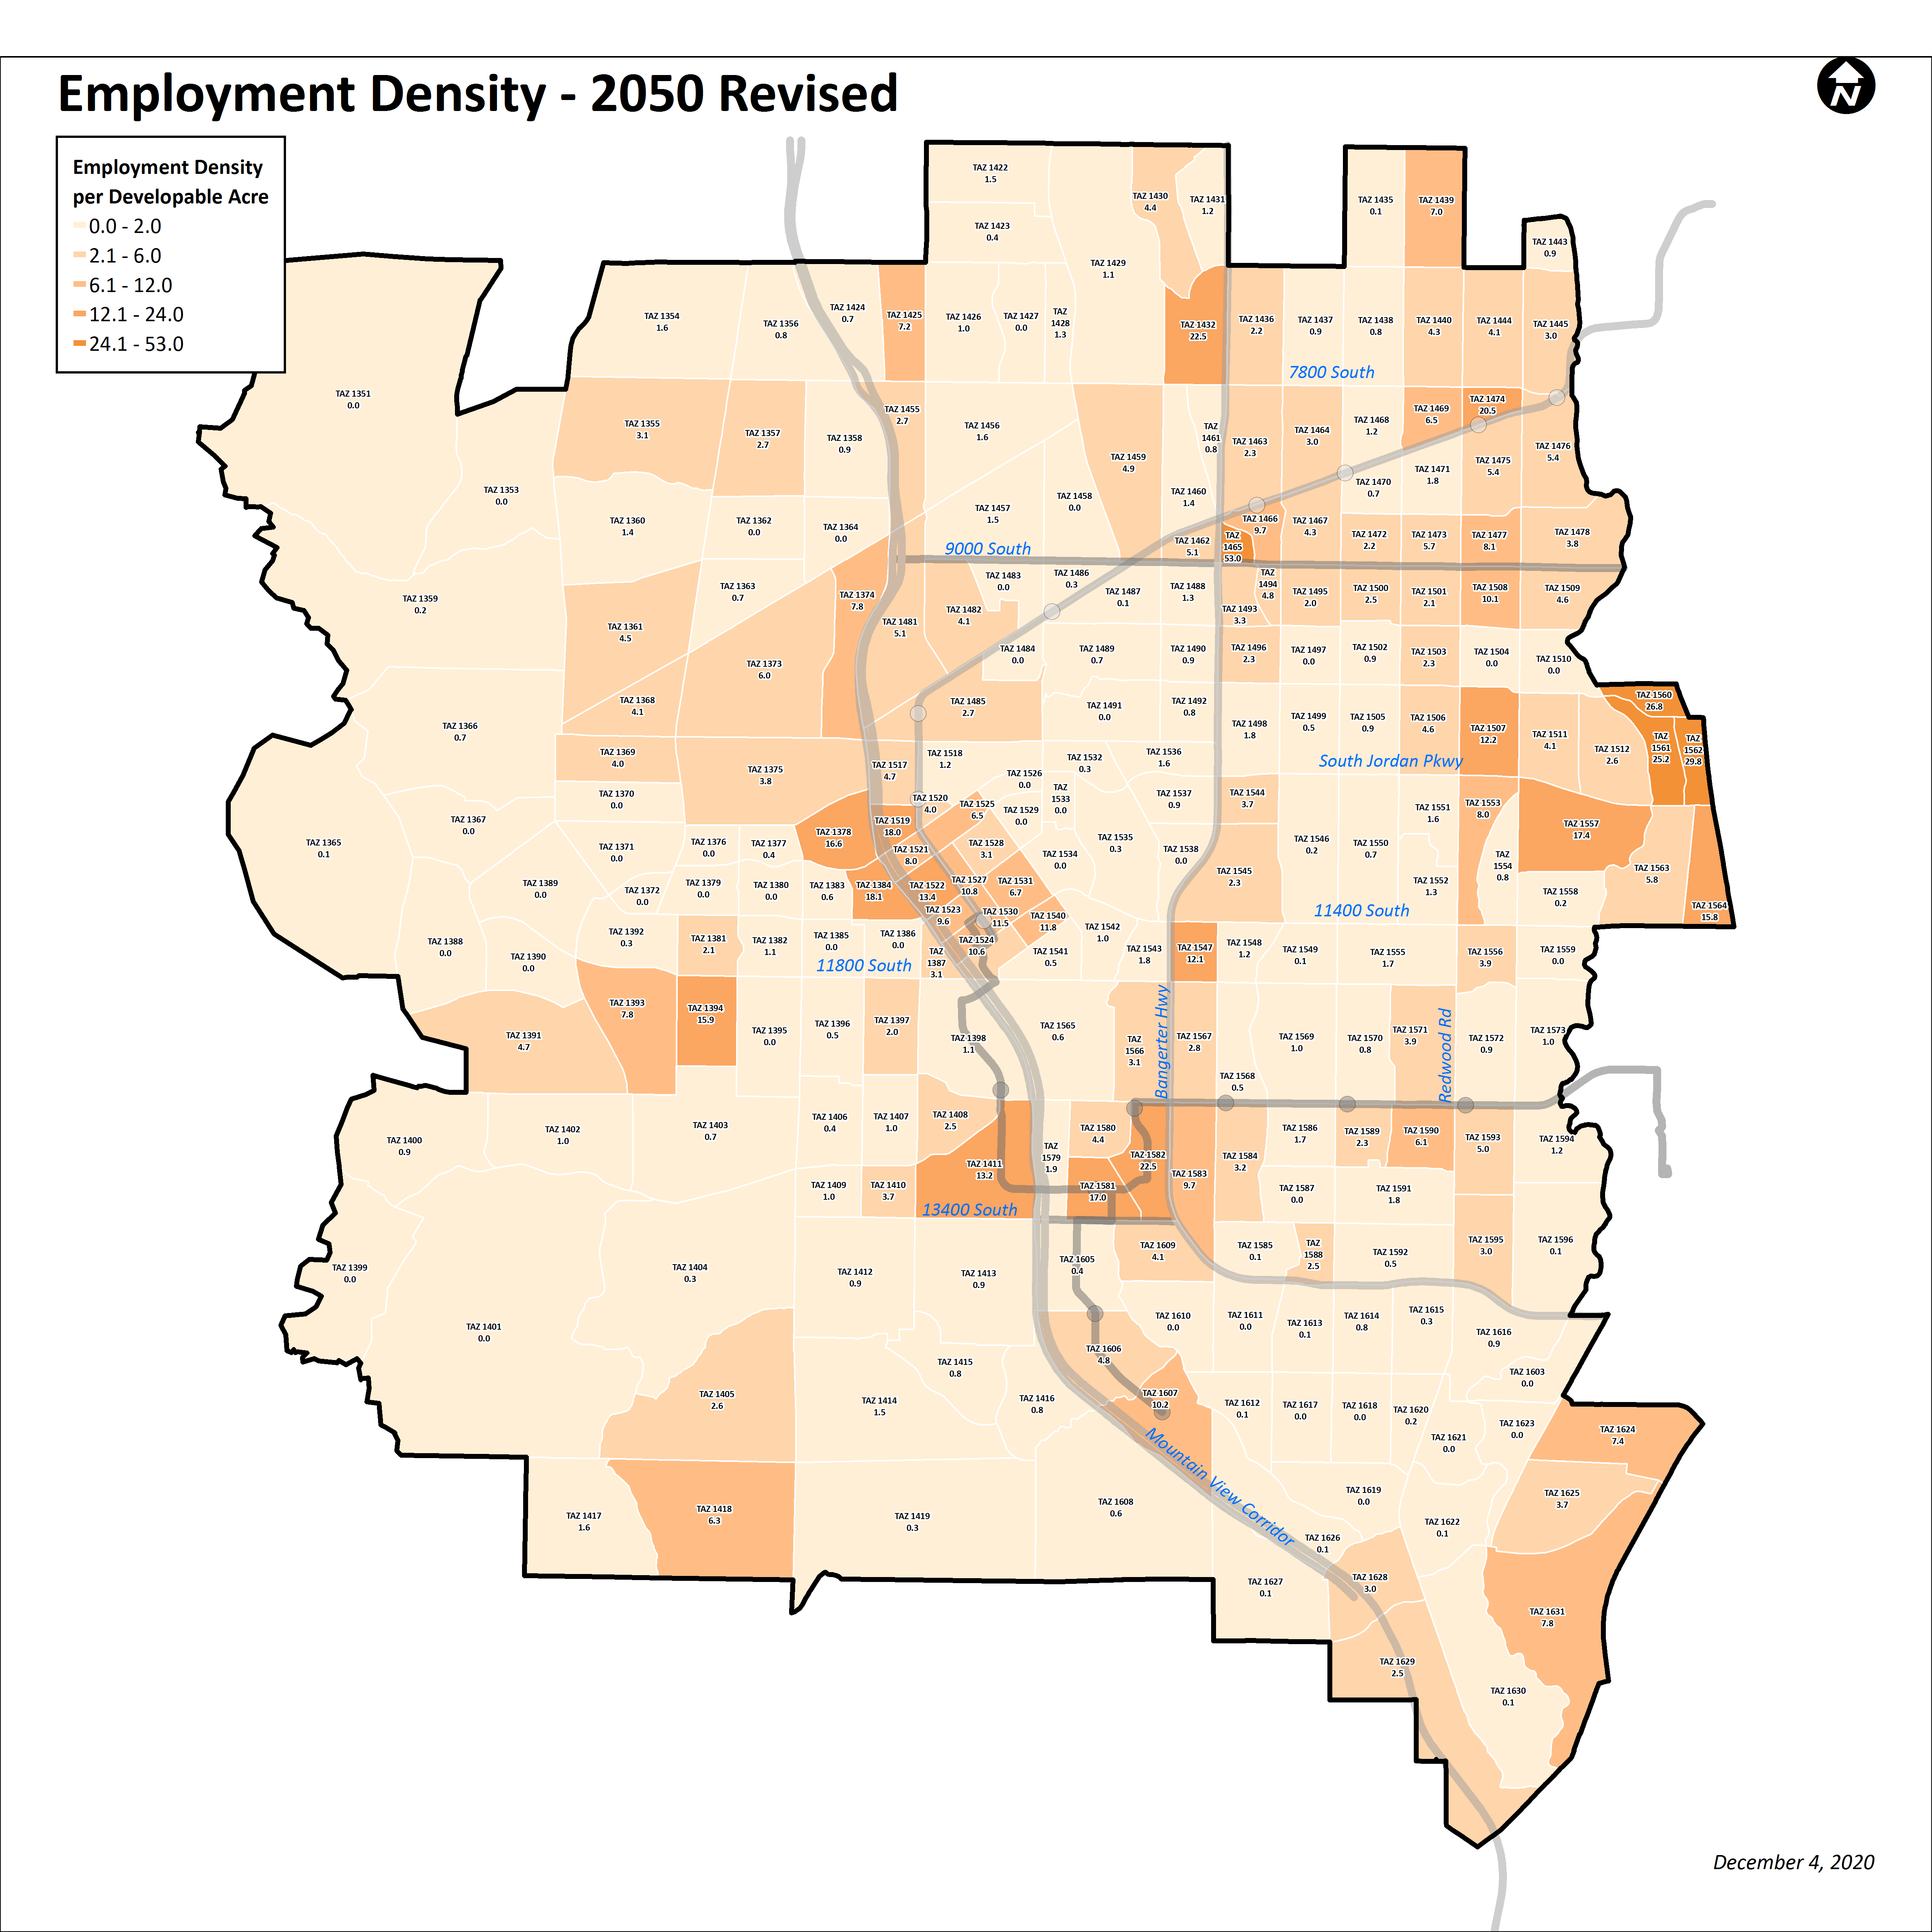 Employment Density - 2050 Revised
N
Employment Density
per Developable Acre
0.0 - 2.0
2.1 - 6.0
6.1 - 12.0
12.1 - 24.0
24.1 - 53.0
TAZ 1422
1.5
TAZ 1423
0.4
TAZ 1429
1.1
TAZ 1430
4.4
TAZ 1431
1.2
TAZ 1435
0.1
TAZ 1439
7.0
TAZ 1443
0.9
TAZ 1354
1.6
TAZ 1356
0.8
TAZ 1424
0.7
TAZ 1425
7.2
TAZ 1426
1.0
TAZ 1427
0.0
TAZ
1428
1.3
TAZ 1432
22.5
TAZ 1436
2.2
TAZ 1437
0.9
TAZ 1438
0.8
TAZ 1440
4.3
TAZ 1444
4.1
TAZ 1445
3.0
7800 South
TAZ 1351
0.0
TAZ 1353
0.0
TAZ 1355
3.1
TAZ 1357
2.7
TAZ 1358
0.9
TAZ 1455
2.7
TAZ 1456
1.6
TAZ 1459
4.9
TAZ
1461
0.8
TAZ 1463
2.3
TAZ 1464
3.0
TAZ 1468
1.2
TAZ 1469
6.5
TAZ 1474
20.5
TAZ 1476
5.4
TAZ 1475
5.4
TAZ 1471
1.8
TAZ 1470
0.7
TAZ 1460
1.4
TAZ 1458
0.0
TAZ 1457
1.5
TAZ 1360
1.4
TAZ 1362
0.0
TAZ 1364
0.0
TAZ 1462
5.1
TAZ
1465
53.0
TAZ 1466
9.7
TAZ 1467
4.3
TAZ 1472
2.2
TAZ 1473
5.7
TAZ 1477
8.1
TAZ 1478
3.8
9000 South
TAZ 1359
0.2
TAZ 1363
0.7
TAZ 1374
7.8
TAZ 1361
4.5
TAZ 1481
5.1
TAZ 1482
4.1
TAZ 1483
0.0
TAZ 1486
0.3
TAZ 1487
0.1
TAZ 1488
1.3
TAZ 1493
3.3
TAZ
1494
4.8
TAZ 1495
2.0
TAZ 1500
2.5
TAZ 1501
2.1
TAZ 1508
10.1
TAZ 1509
4.6
TAZ 1373
6.0
TAZ 1484
0.0
TAZ 1489
0.7
TAZ 1490
0.9
TAZ 1496
2.3
TAZ 1497
0.0
TAZ 1502
0.9
TAZ 1503
2.3
TAZ 1504
0.0
TAZ 1510
0.0
TAZ 1366
0.7
TAZ 1368
4.1
TAZ 1485
2.7
TAZ 1491
0.0
TAZ 1492
0.8
TAZ 1498
1.8
TAZ 1499
0.5
TAZ 1505
0.9
TAZ 1506
4.6
TAZ 1507
12.2
TAZ 1511
4.1
TAZ 1512
2.6
TAZ 1560
26.8
TAZ
1561
25.2
TAZ
1562
29.8
South Jordan Pkwy
TAZ 1369
4.0
TAZ 1375
3.8
TAZ 1517
4.7
TAZ 1518
1.2
TAZ 1526
0.0
TAZ 1532
0.3
TAZ 1536
1.6
TAZ 1370
0.0
TAZ 1520
4.0
TAZ 1525
6.5
TAZ 1529
0.0
TAZ
1533
0.0
TAZ 1537
0.9
TAZ 1544
3.7
TAZ 1551
1.6
TAZ 1553
8.0
TAZ 1557
17.4
TAZ 1365
0.1
TAZ 1367
0.0
TAZ 1371
0.0
TAZ 1376
0.0
TAZ 1377
0.4
TAZ 1378
16.6
TAZ 1519
18.0
TAZ 1521
8.0
TAZ 1528
3.1
TAZ 1534
0.0
TAZ 1535
0.3
TAZ 1538
0.0
TAZ 1545
2.3
TAZ 1546
0.2
TAZ 1550
0.7
TAZ 1552
1.3
TAZ
1554
0.8
TAZ 1558
0.2
TAZ 1563
5.8
TAZ 1564
15.8
TAZ 1389
0.0
TAZ 1372
0.0
TAZ 1379
0.0
TAZ 1380
0.0
TAZ 1383
0.6
TAZ 1384
18.1
TAZ 1522
13.4
TAZ 1527
10.8
TAZ 1531
6.7
TAZ 1523
9.6
TAZ 1530
11.5
TAZ 1540
11.8
11400 South
TAZ 1388
0.0
TAZ 1390
0.0
TAZ 1392
0.3
TAZ 1381
2.1
TAZ 1382
1.1
TAZ 1385
0.0
TAZ 1386
0.0
TAZ
1387
3.1
TAZ 1524
10.6
TAZ 1541
0.5
TAZ 1542
1.0
TAZ 1543
1.8
TAZ 1547
12.1
TAZ 1548
1.2
TAZ 1549
0.1
TAZ 1555
1.7
TAZ 1556
3.9
TAZ 1559
0.0
11800 South
TAZ 1391
4.7
TAZ 1393
7.8
TAZ 1394
15.9
TAZ 1395
0.0
TAZ 1396
0.5
TAZ 1397
2.0
TAZ 1398
1.1
TAZ 1565
0.6
TAZ
1566
3.1
Bangerter Hwy
TAZ 1567
2.8
TAZ 1568
0.5
TAZ 1569
1.0
TAZ 1570
0.8
TAZ 1571
3.9
Redwood Rd
TAZ 1572
0.9
TAZ 1573
1.0
TAZ 1400
0.9
TAZ 1402
1.0
TAZ 1403
0.7
TAZ 1406
0.4
TAZ 1407
1.0
TAZ 1408
2.5
TAZ 1411
13.2
TAZ
1579
1.9
TAZ 1580
4.4
TAZ 1582
22.5
TAZ 1581
17.0
TAZ 1583
9.7
TAZ 1584
3.2
TAZ 1586
1.7
TAZ 1589
2.3
TAZ 1590
6.1
TAZ 1593
5.0
TAZ 1594
1.2
TAZ 1409
1.0
TAZ 1410
3.7
TAZ 1587
0.0
TAZ 1591
1.8
13400 South
TAZ 1399
0.0
TAZ 1404
0.3
TAZ 1412
0.9
TAZ 1413
0.9
TAZ 1605
0.4
TAZ 1609
4.1
TAZ 1585
0.1
TAZ
1588
2.5
TAZ 1592
0.5
TAZ 1595
3.0
TAZ 1596
0.1
TAZ 1401
0.0
TAZ 1610
0.0
TAZ 1611
0.0
TAZ 1613
0.1
TAZ 1614
0.8
TAZ 1615
0.3
TAZ 1616
0.9
TAZ 1405
2.6
TAZ 1414
1.5
TAZ 1415
0.8
TAZ 1416
0.8
TAZ 1606
4.8
TAZ 1607
10.2
TAZ 1603
0.0
TAZ 1612
0.1
TAZ 1617
0.0
TAZ 1618
0.0
TAZ 1620
0.2
TAZ 1621
0.0
TAZ 1623
0.0
TAZ 1624
7.4
Mountain View Corridor
TAZ 1417
1.6
TAZ 1418
6.3
TAZ 1419
0.3
TAZ 1608
0.6
TAZ 1619
0.0
TAZ 1622
0.1
TAZ 1625
3.7
TAZ 1626
0.1
TAZ 1627
0.1
TAZ 1628
3.0
TAZ 1631
7.8
TAZ 1629
2.5
TAZ 1630
0.1
December 4, 2020